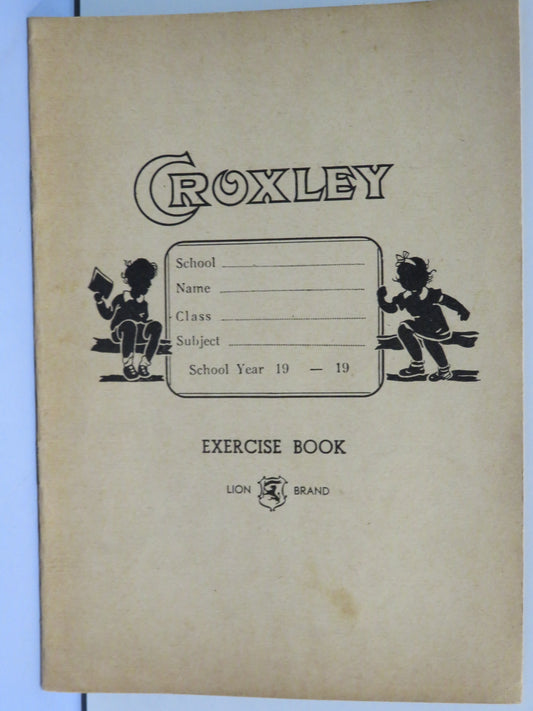 CROXLEY
School
Name
Class
Subject
School Year 19 — 19
EXERCISE BOOK
LION BRAND